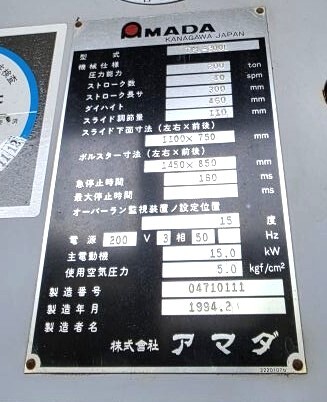 AMADA
KANAGAWA JAPAN
型式
機械仕様
圧力能力 200 ton
ストローク数 40 spm
ストローク長サ 200 mm
ダイハイト 450 mm
スライド調節量 110 mm
スライド下面寸法(左右×前後)
1100×750 mm
ボルスター寸法(左右×前後)
1450×850 mm
急停止時間 160 ms
最大停止時間 ms
オーバーラン監視装置ノ設定位置
15 度
電源 200 V 3 相 50 Hz
主電動機 15.0 kW
使用空気圧力 5.0 kgf/cm²
製造番号 04710111
製造年月 1994.2
製造者名
株式會社 アマダ